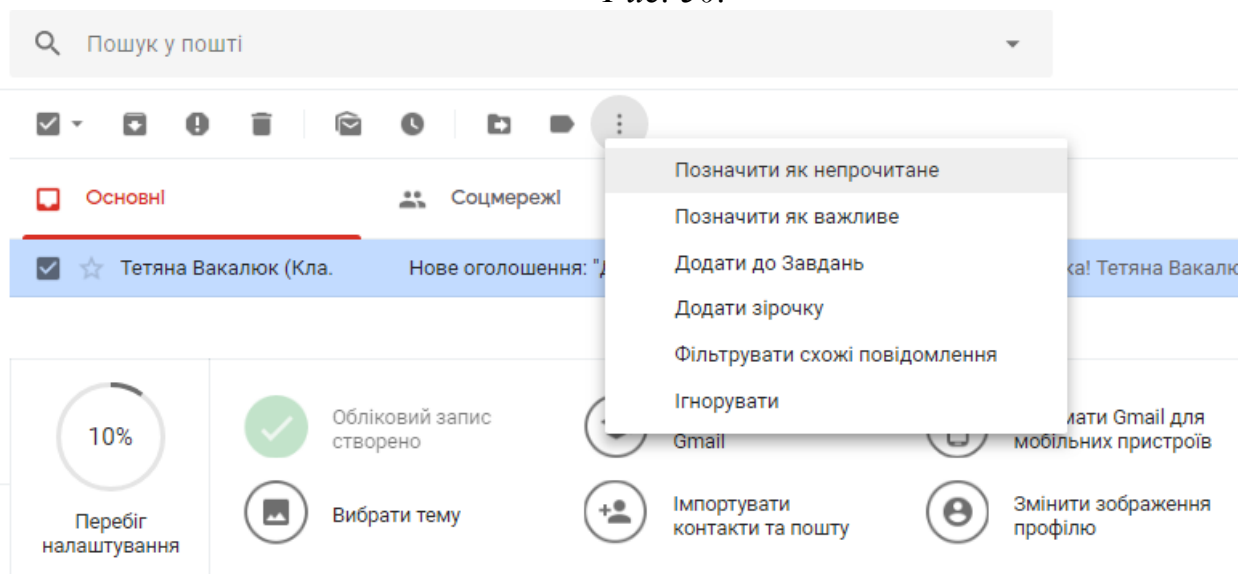 Пошук у пошті
Позначити як непрочитане
Основні
Соцмережі
Позначити як важливе
Тетяна Вакалюк (Кла.
Нове оголошення: "
Додати до Завдань
ка! Тетяна Вакалю
Додати зірочку
Фільтрувати схожі повідомлення
Ігнорувати
10%
Перебіг
налаштування
Обліковий запис
створено
Gmail
мати Gmail для
мобільних пристроїв
Вибрати тему
Імпортувати
контакти та пошту
Змінити зображення
профілю